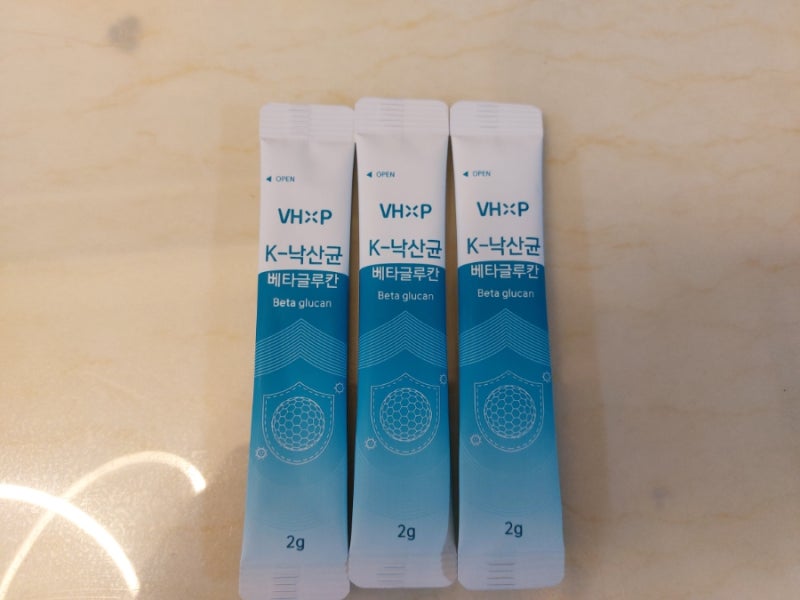 ◀ OPEN
VHXP
K-낙산균
베타글루칸
Beta glucan
2g
◀ OPEN
VHXP
K-낙산균
베타글루칸
Beta glucan
2g
◀ OPEN
VHXP
K-낙산균
베타글루칸
Beta glucan
2g